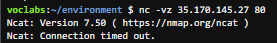 voclabs:~/environment $ nc -vz 35.170.145.27 80
Ncat: Version 7.50 ( https://nmap.org/ncat )
Ncat: Connection timed out.